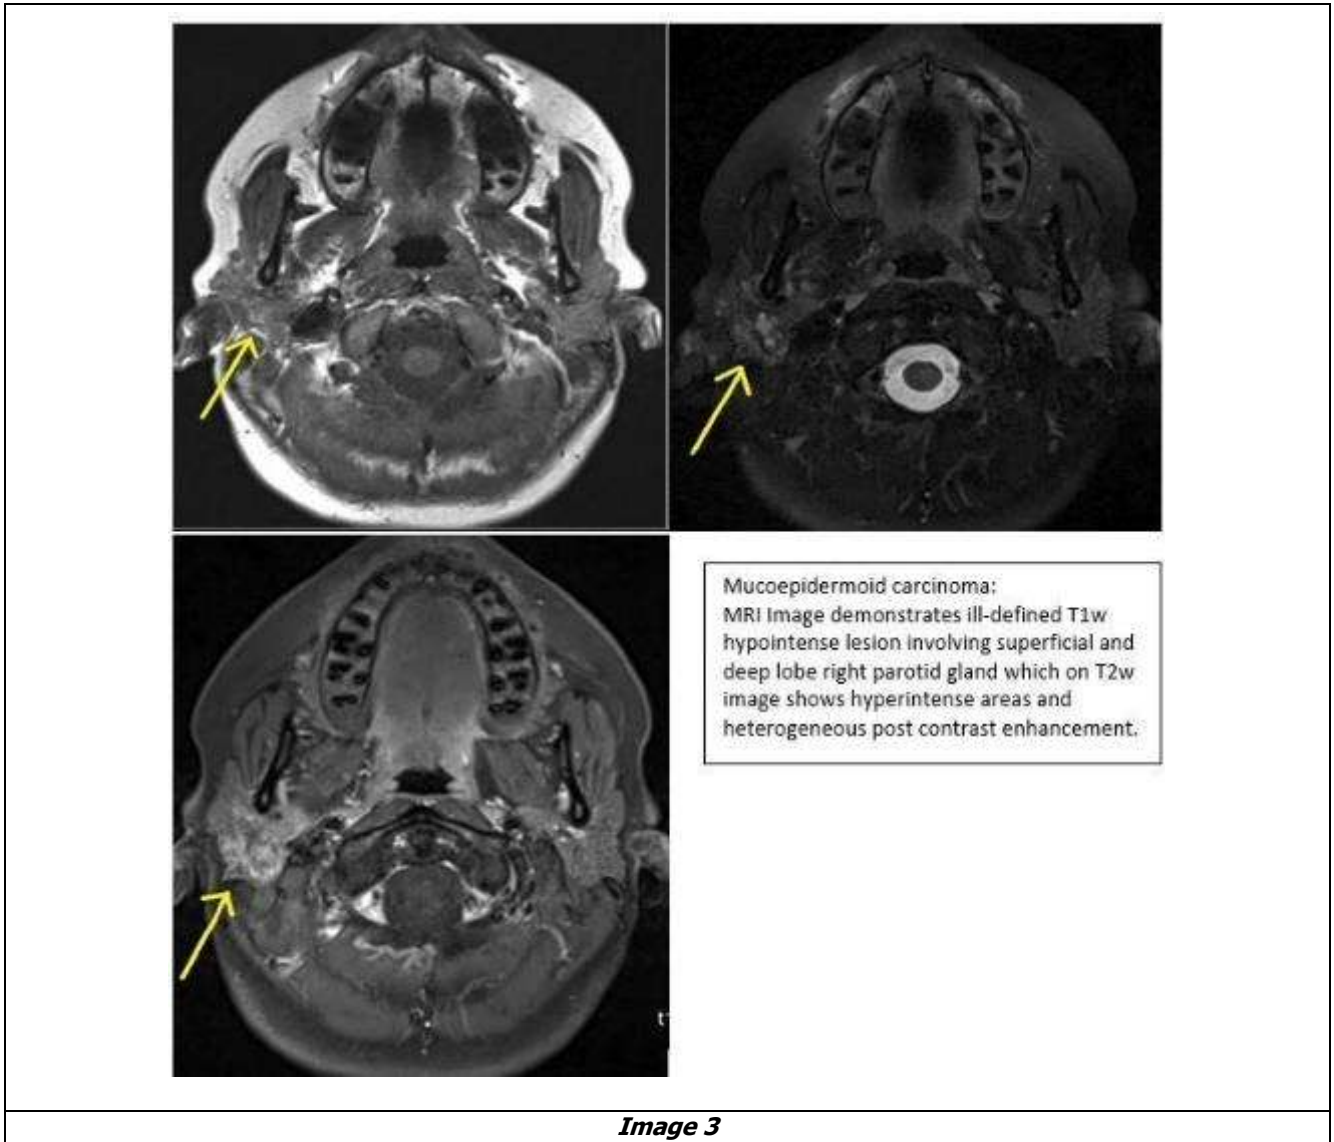 Mucoepidermoid carcinoma:
MRI Image demonstrates ill-defined T1w
hypointense lesion involving superficial and
deep lobe right parotid gland which on T2w
image shows hyperintense areas and
heterogeneous post contrast enhancement.
Image 3